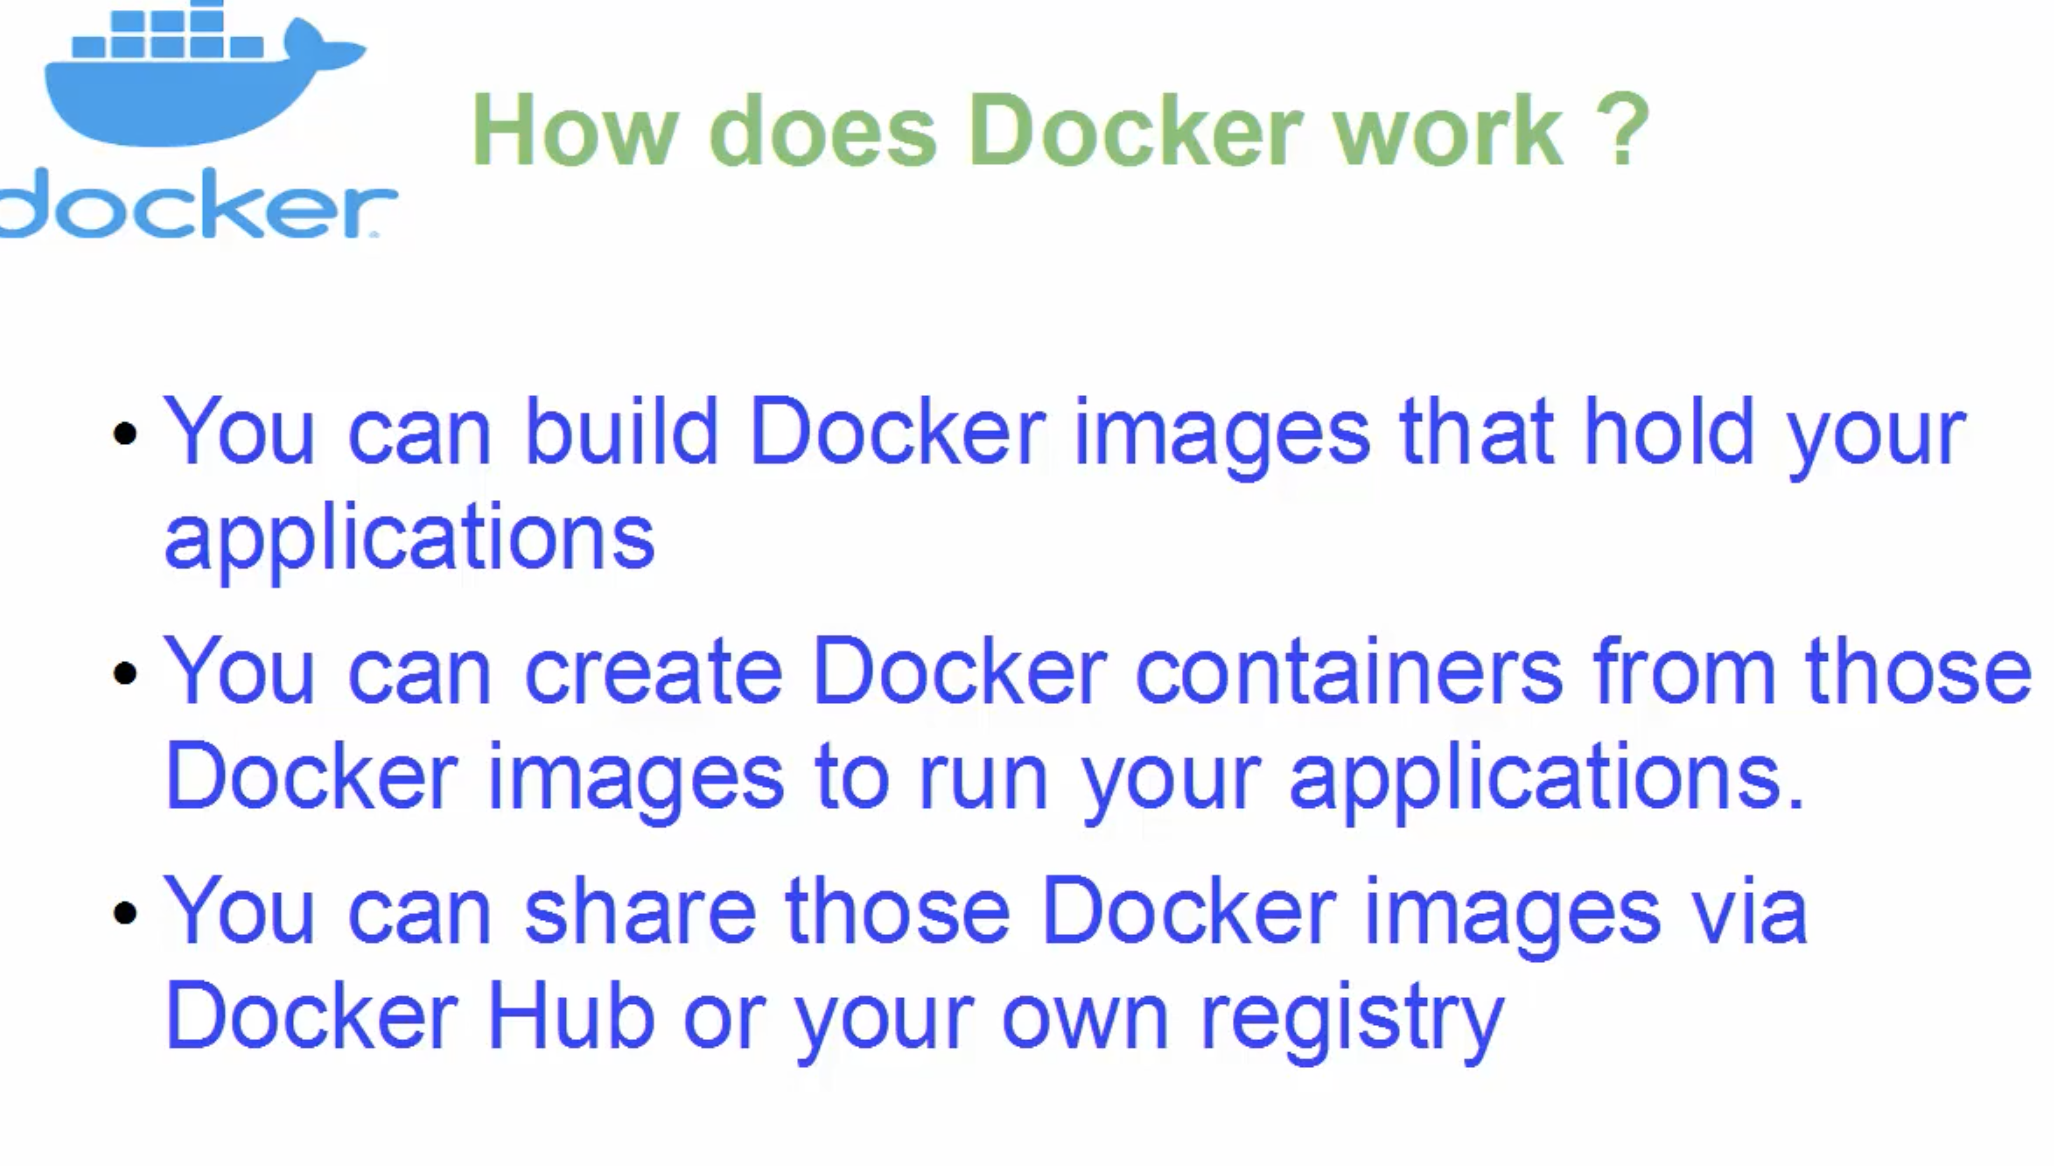 docker
How does Docker work ?
• You can build Docker images that hold your
applications
• You can create Docker containers from those
Docker images to run your applications.
• You can share those Docker images via
Docker Hub or your own registry